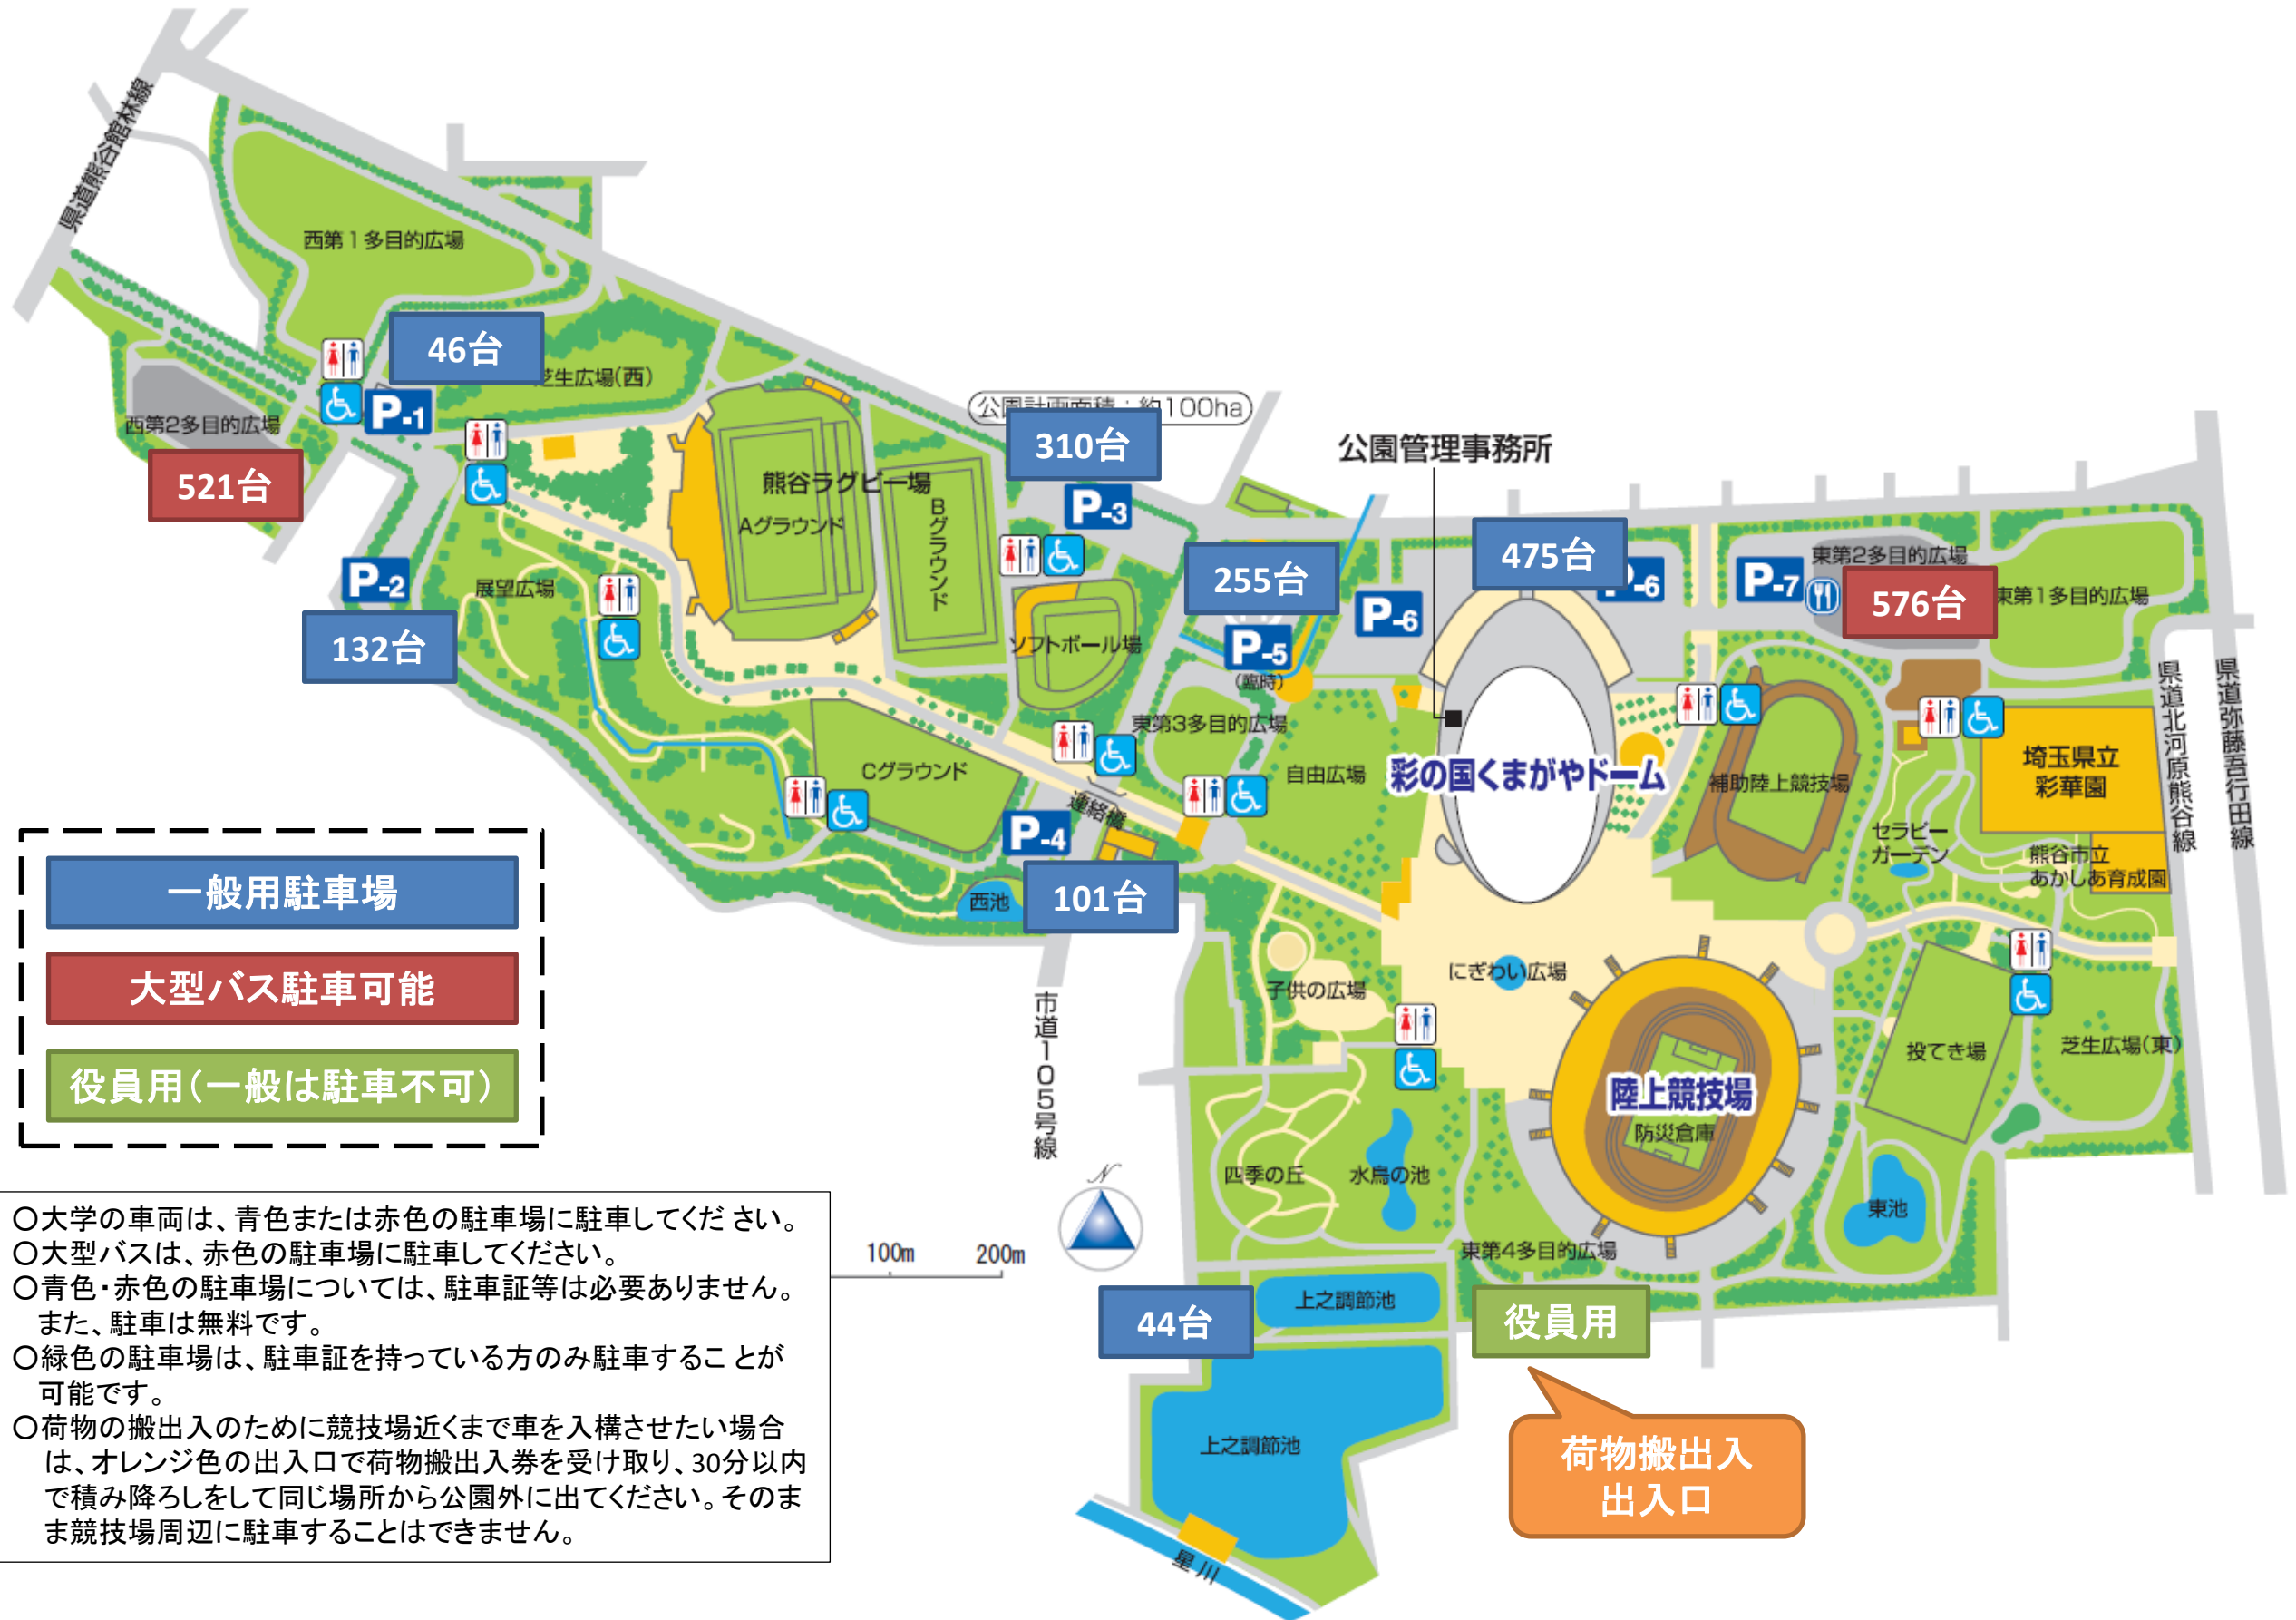 県道熊谷館林線
西第1多目的広場
46台
芝生広場(西)
P-1
西第2多目的広場
521台
公園計画面積:約100ha
310台
P-3
熊谷ラグビー場
Aグラウンド
Bグラウンド
公園管理事務所
475台
P-6
P-7
東第2多目的広場
576台
東第1多目的広場
255台
P-6
P-5
(臨時)
P-2
132台
展望広場
ソフトボール場
東第3多目的広場
自由広場
彩の国くまがやドーム
補助陸上競技場
埼玉県立
彩華園
県道北河原熊谷線
県道弥藤吾行田線
Cグラウンド
連絡橋
P-4
101台
西池
セラピー
ガーデン
熊谷市立
あかしあ育成園
一般用駐車場
大型バス駐車可能
役員用(一般は駐車不可)
市道105号線
子供の広場
にぎわい広場
投てき場
芝生広場(東)
陸上競技場
防災倉庫
四季の丘
水鳥の池
東池
東第4多目的広場
N
100m 200m
44台
上之調節池
役員用
上之調節池
荷物搬出入
出入口
星川
○大学の車両は、青色または赤色の駐車場に駐車してください。
○大型バスは、赤色の駐車場に駐車してください。
○青色・赤色の駐車場については、駐車証等は必要ありません。
また、駐車は無料です。
○緑色の駐車場は、駐車証を持っている方のみ駐車することが
可能です。
○荷物の搬出入のために競技場近くまで車を入構させたい場合
は、オレンジ色の出入口で荷物搬出入券を受け取り、30分以内
で積み降ろしをして同じ場所から公園外に出てください。そのま
ま競技場周辺に駐車することはできません。